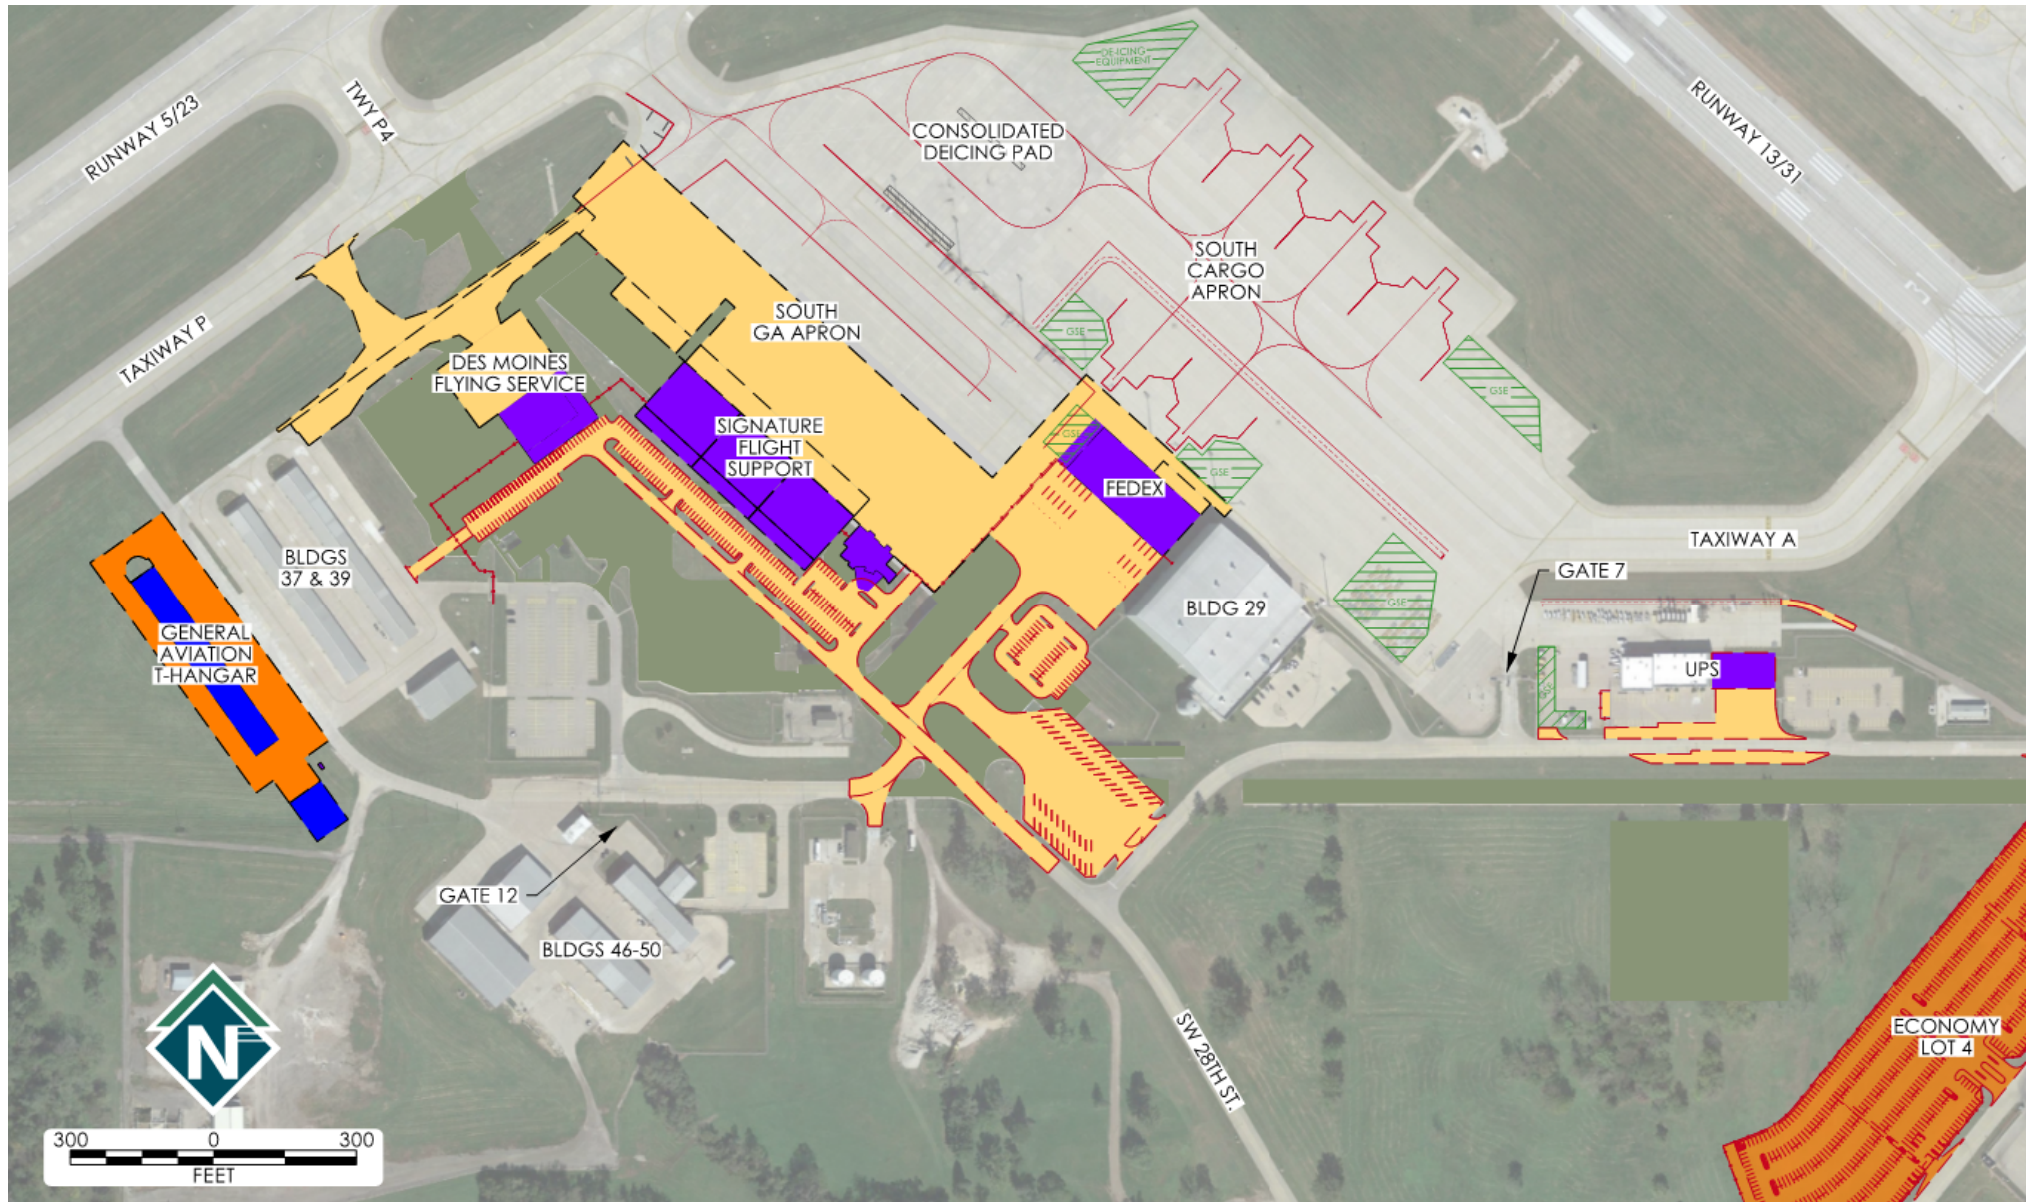 DE-ICING
EQUIPMENT
RUNWAY 5/23
TWY P4
RUNWAY 13/31
CONSOLIDATED
DEICING PAD
SOUTH
CARGO
APRON
SOUTH
GA APRON
GSE
TAXIWAY P
DES MOINES
FLYING SERVICE
GSE
SIGNATURE
FLIGHT
SUPPORT
GSE
GSE
FEDEX
TAXIWAY A
GATE 7
BLDGS
37 & 39
GSE
BLDG 29
GENERAL
AVIATION
T-HANGAR
UPS
GSE
GATE 12
BLDGS 46-50
SW 28TH ST.
ECONOMY
LOT 4
N
300 0 300
FEET